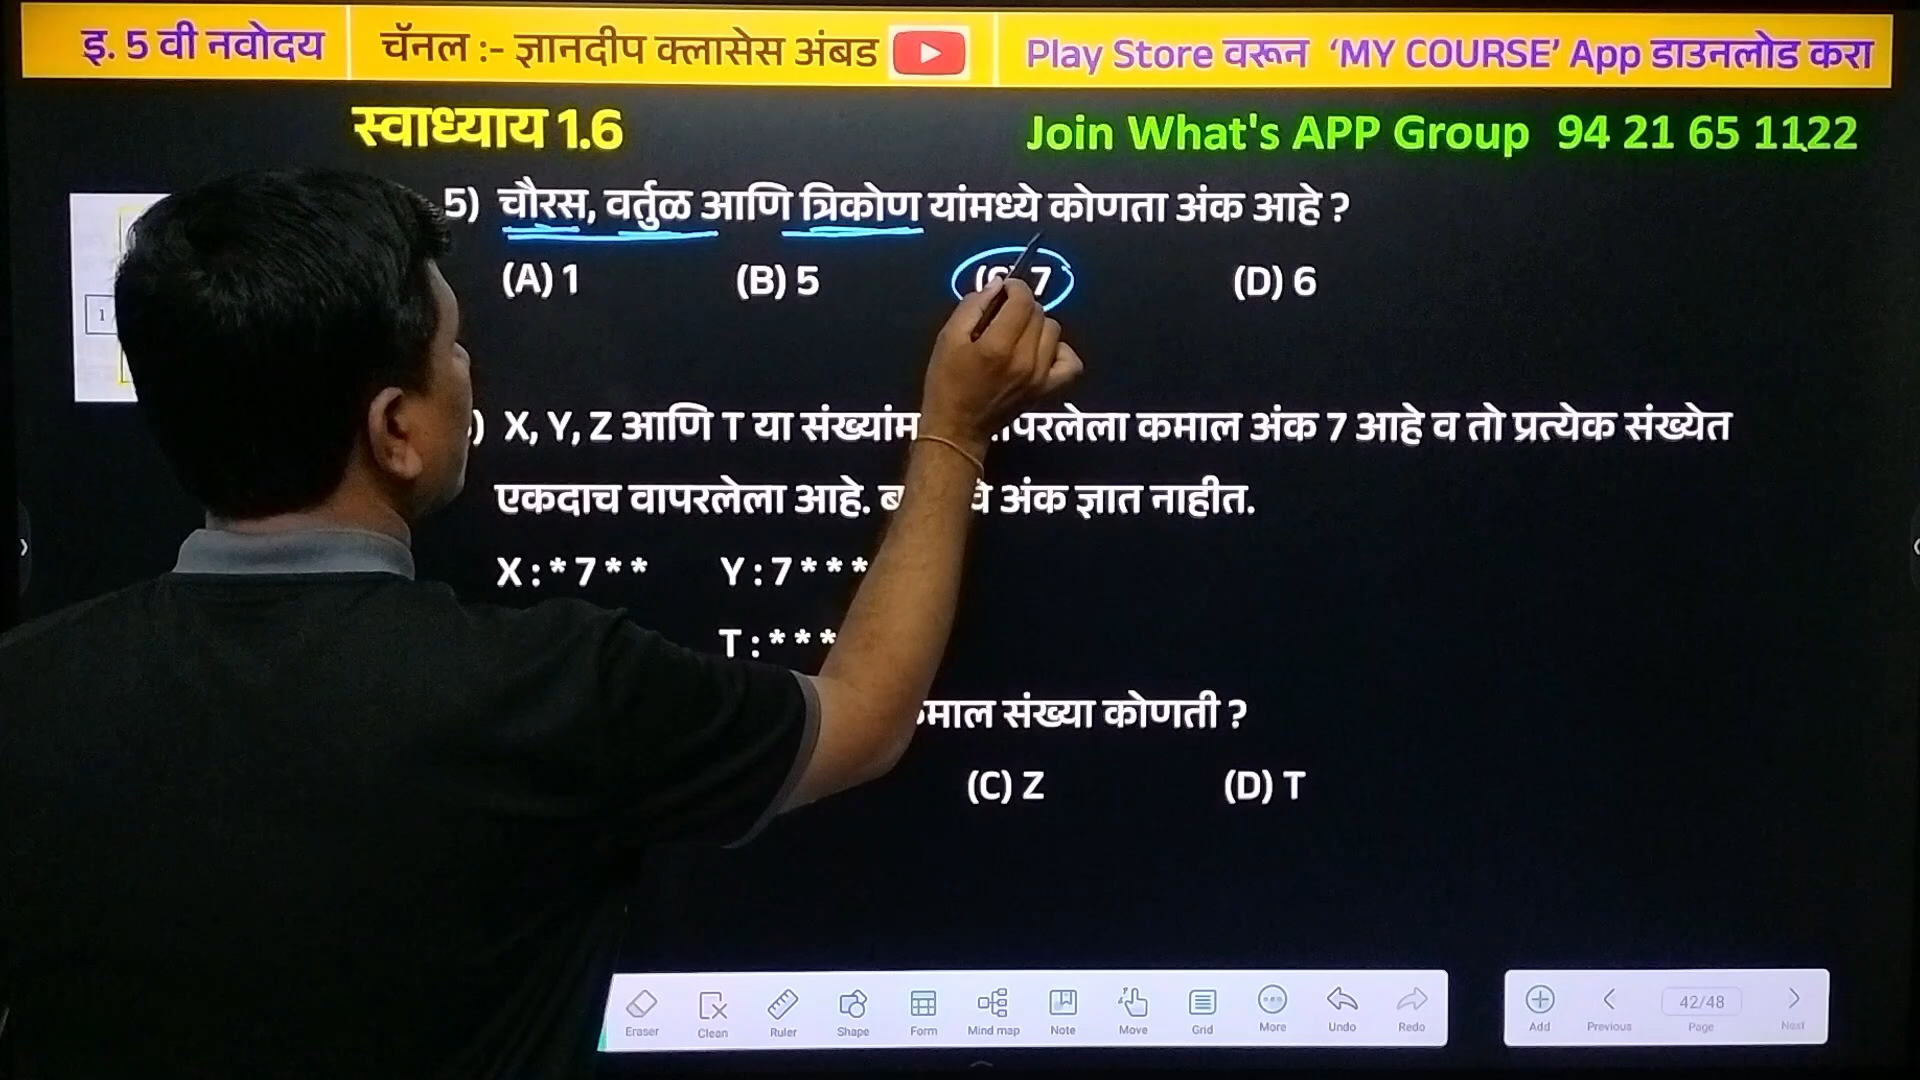 इ. 5 वी नवोदय
चॅनल :- ज्ञानदीप क्लासेस अंबड
Play Store वरून ‘MY COURSE’ App डाउनलोड करा
स्वाध्याय 1.6
Join What's APP Group 94 21 65 1122
5) चौरस, वर्तुळ आणि त्रिकोण यांमध्ये कोणता अंक आहे ?
(A) 1 (B) 5 7 (D) 6
1
) X, Y, Z आणि T या कमाल अंक 7 आहे व तो प्रत्येक संख्येत
एकदाच वापरलेला आहे. अंक ज्ञात नाहीत.
X : * 7 * * Y : 7 * * *
T : * * *
संख्या कोणती ?
(C) Z (D) T
Eraser Clean Ruler Shape Form Mind map Note Move Grid More Undo Redo
Add Previous 42/48 Page Next